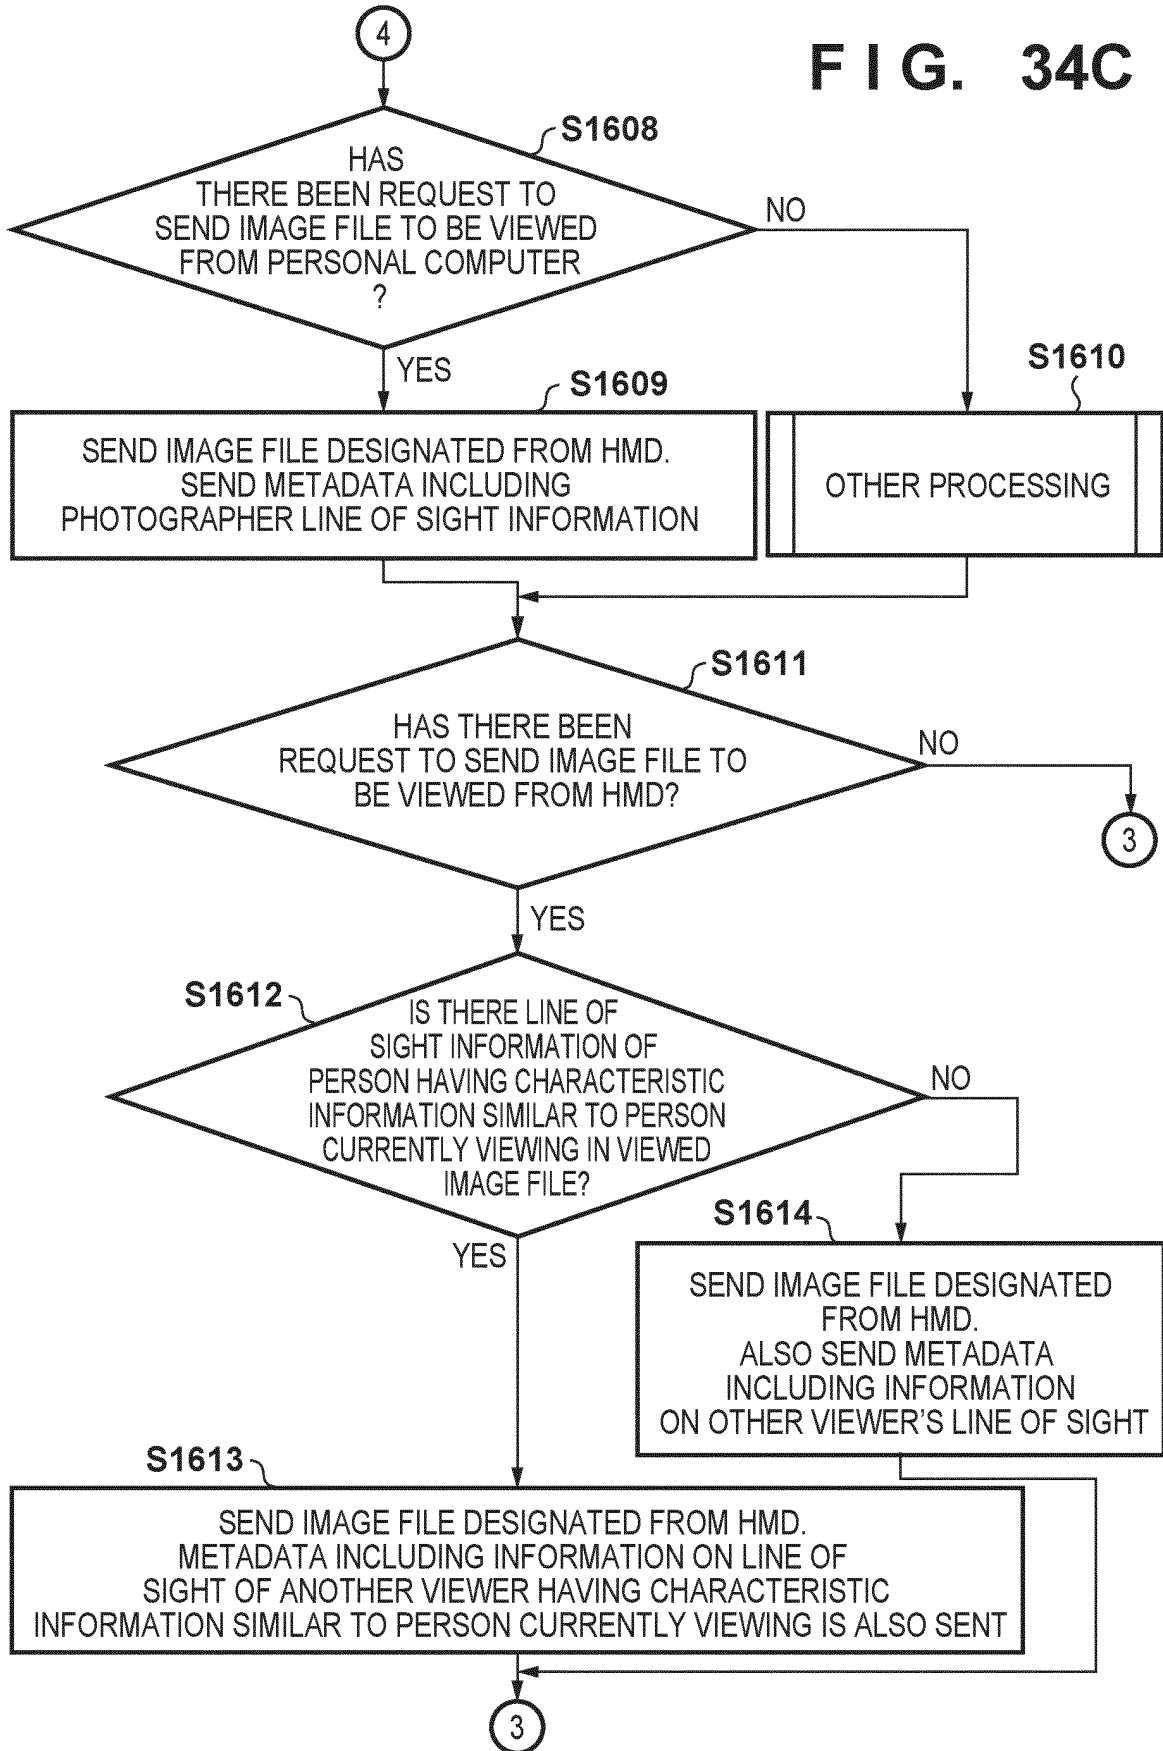 4
FIG. 34C
S1608
HAS
THERE BEEN REQUEST TO
SEND IMAGE FILE TO BE VIEWED
FROM PERSONAL COMPUTER
?
NO
YES
S1609
SEND IMAGE FILE DESIGNATED FROM HMD.
SEND METADATA INCLUDING
PHOTOGRAPHER LINE OF SIGHT INFORMATION
S1610
OTHER PROCESSING
S1611
HAS THERE BEEN
REQUEST TO SEND IMAGE FILE TO
BE VIEWED FROM HMD?
NO
3
YES
S1612
IS THERE LINE OF
SIGHT INFORMATION OF
PERSON HAVING CHARACTERISTIC
INFORMATION SIMILAR TO PERSON
CURRENTLY VIEWING IN VIEWED
IMAGE FILE?
NO
YES
S1614
SEND IMAGE FILE DESIGNATED
FROM HMD.
ALSO SEND METADATA
INCLUDING INFORMATION
ON OTHER VIEWER'S LINE OF SIGHT
S1613
SEND IMAGE FILE DESIGNATED FROM HMD.
METADATA INCLUDING INFORMATION ON LINE OF
SIGHT OF ANOTHER VIEWER HAVING CHARACTERISTIC
INFORMATION SIMILAR TO PERSON CURRENTLY VIEWING IS ALSO SENT
3